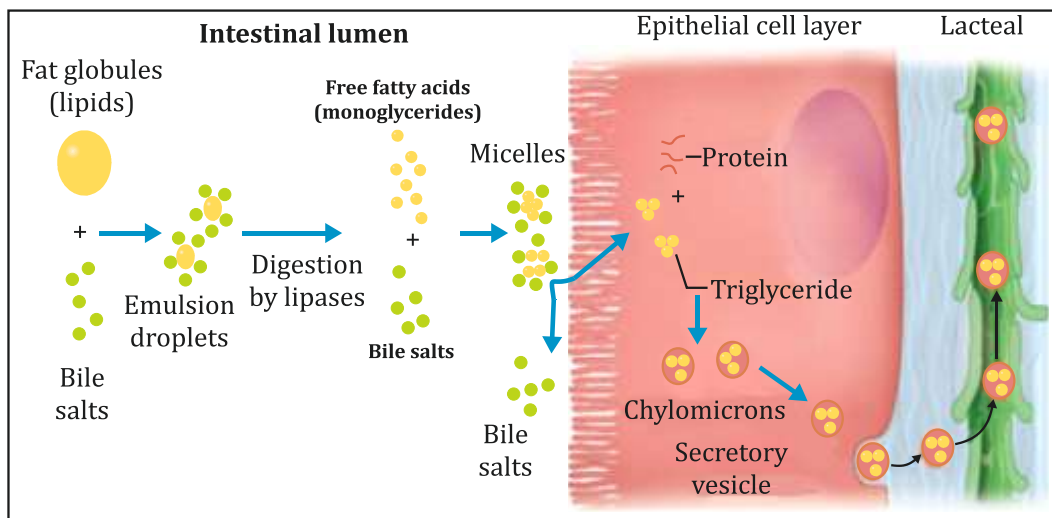 Intestinal lumen
Epithelial cell layer
Lacteal
Fat globules
(lipids)
+
Bile
salts
Emulsion
droplets
Digestion
by lipases
Free fatty acids
(monoglycerides)
+
Bile salts
Micelles
Bile
salts
Protein
+
Triglyceride
Chylomicrons
Secretory
vesicle